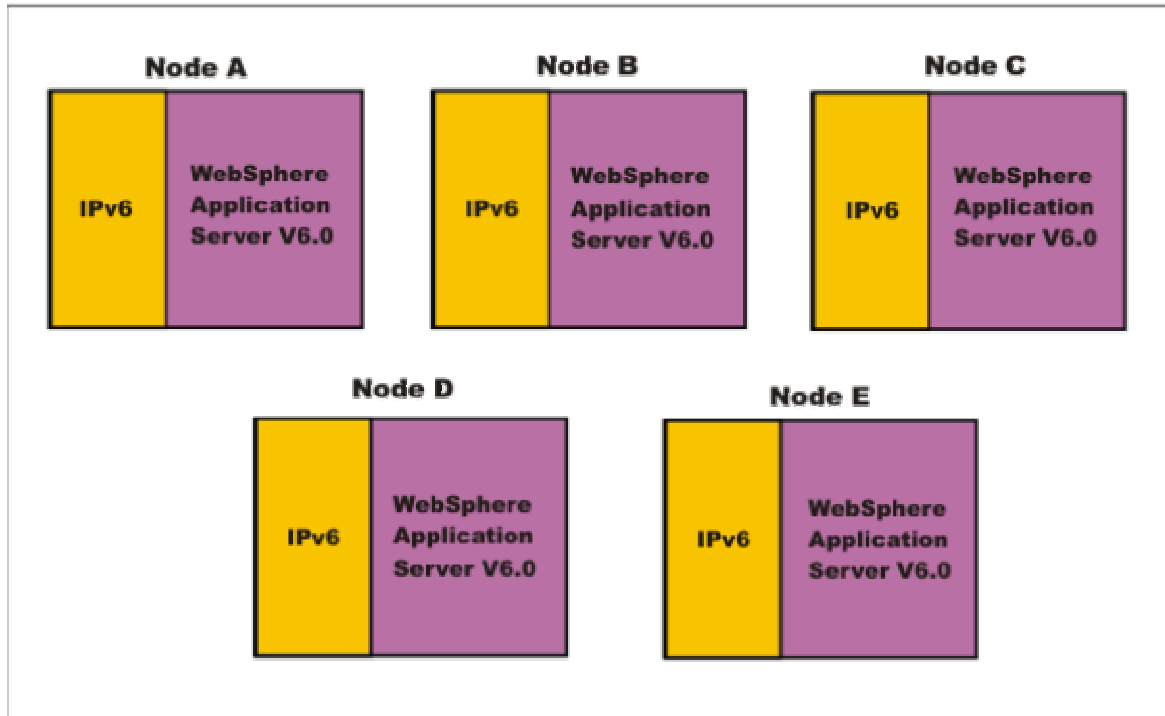 Node A
Node B
Node C
IPv6
WebSphere
Application
Server V6.0
IPv6
WebSphere
Application
Server V6.0
IPv6
WebSphere
Application
Server V6.0
Node D
Node E
IPv6
WebSphere
Application
Server V6.0
IPv6
WebSphere
Application
Server V6.0